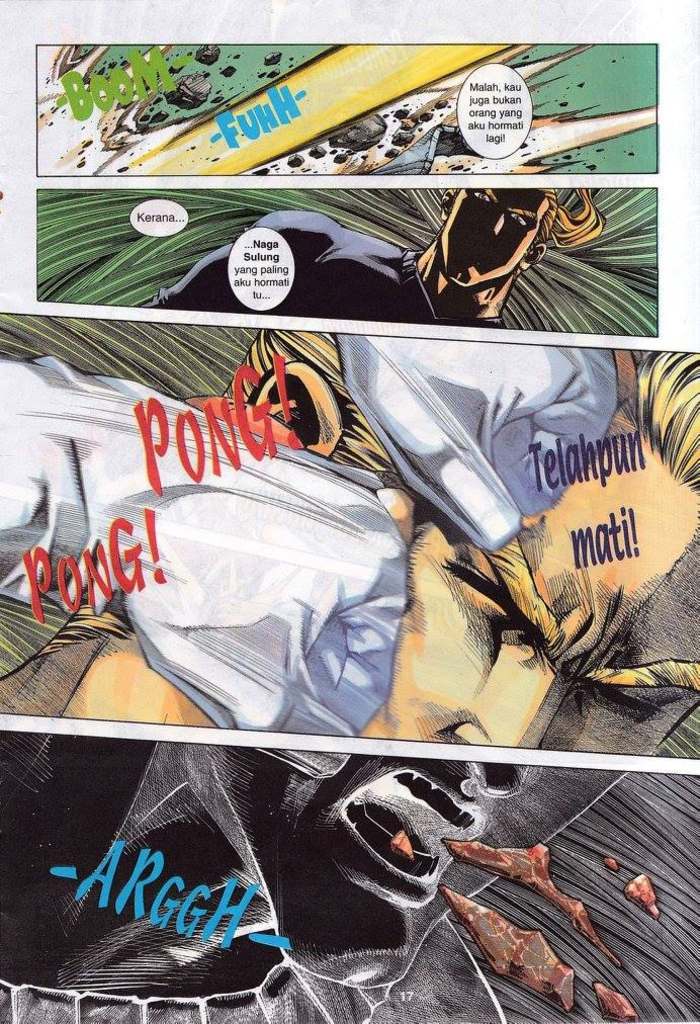 -BOOM-
-FUHH-
Malah, kau
juga bukan
orang yang
aku hormati
lagi!
Kerana...
...Naga
Sulung
yang paling
aku hormati
tu...
PONG!
PONG!
Telahpun
mati!
-ARGGH-
17